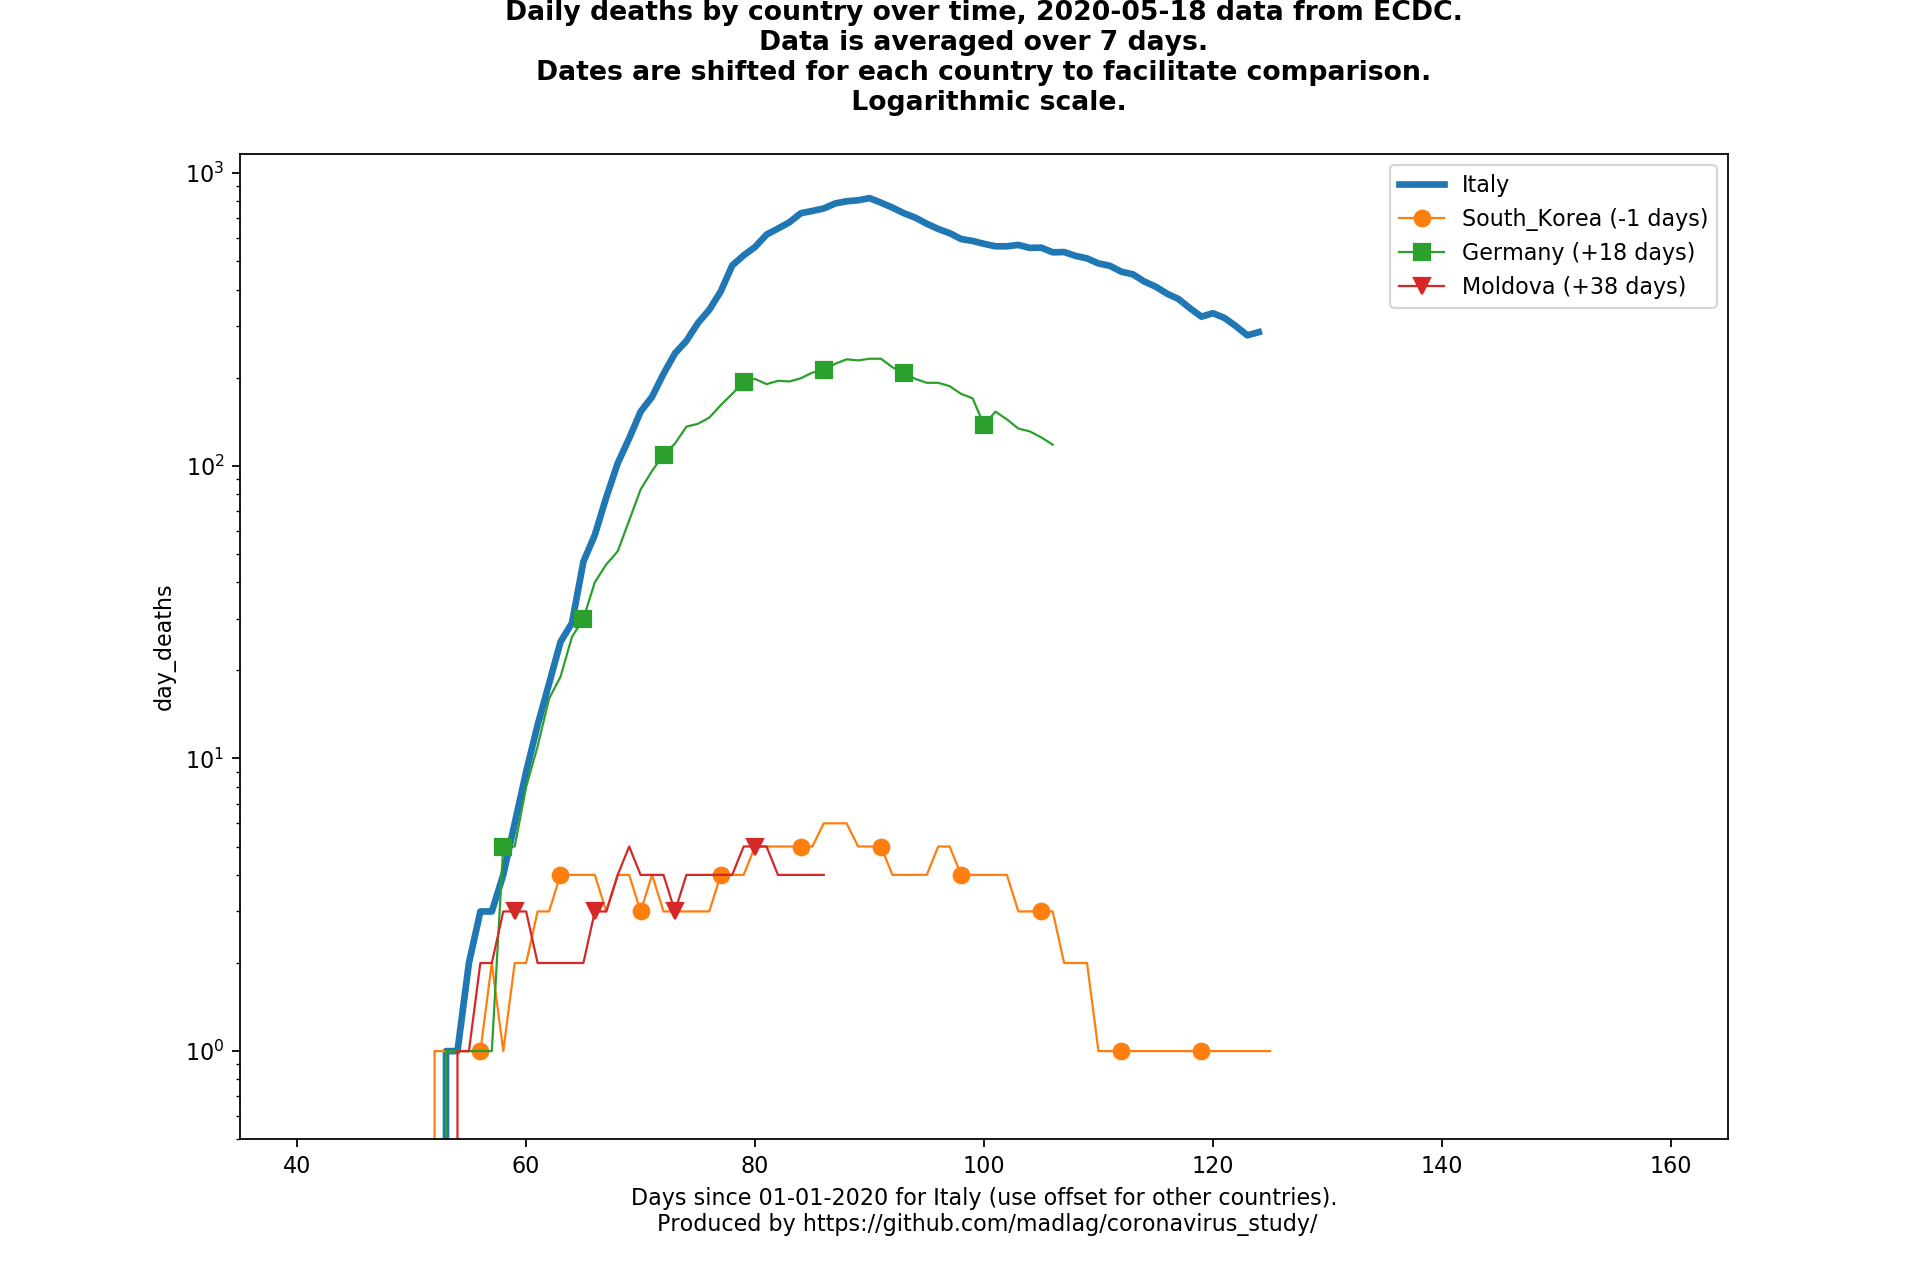 Daily deaths by country over time, 2020-05-18 data from ECDC.
Data is averaged over 7 days.
Dates are shifted for each country to facilitate comparison.
Logarithmic scale.
10³
10²
10¹
10⁰
day_deaths
Italy
South_Korea (-1 days)
Germany (+18 days)
Moldova (+38 days)
40 60 80 100 120 140 160
Days since 01-01-2020 for Italy (use offset for other countries).
Produced by https://github.com/madlag/coronavirus_study/